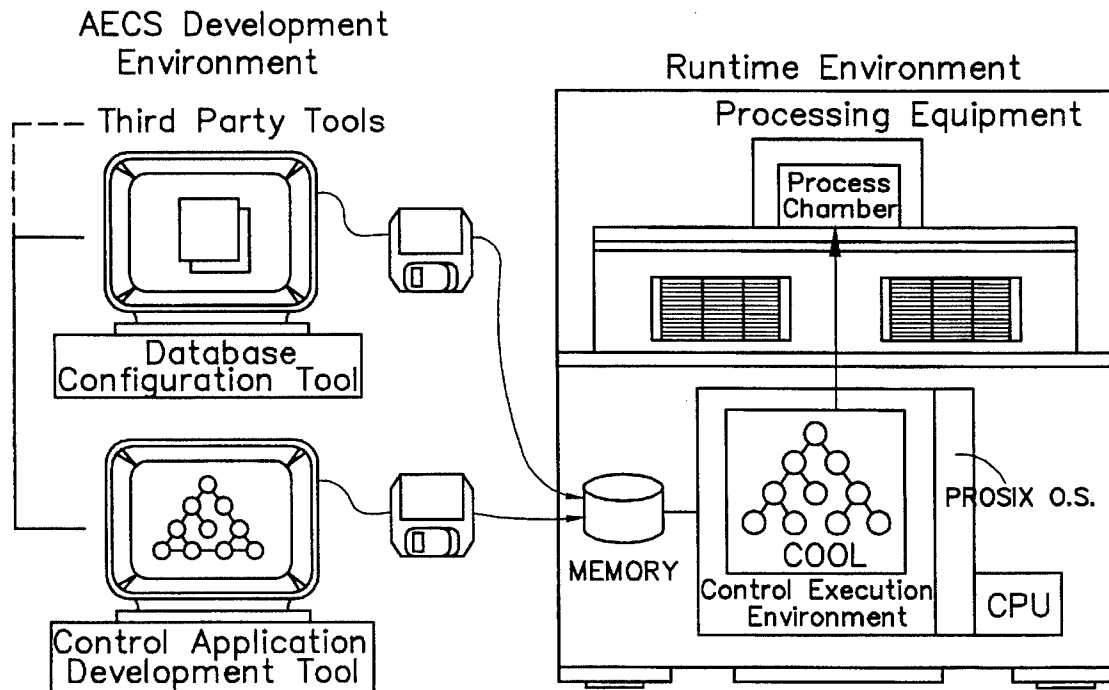 AECS Development
Environment
Third Party Tools
Database
Configuration Tool
Control Application
Development Tool
Runtime Environment
Processing Equipment
Process
Chamber
MEMORY
COOL
Control Execution
Environment
PROSIX O.S.
CPU